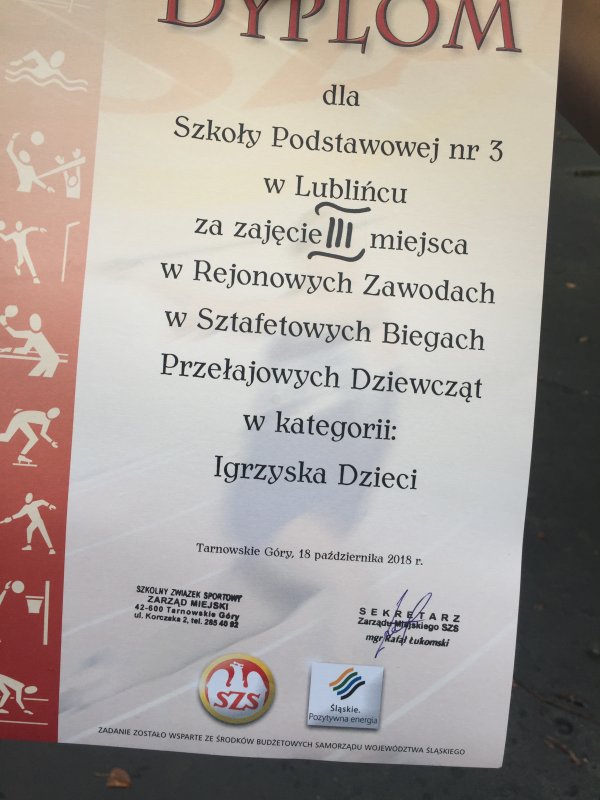 DYPLOM
dla
Szkoły Podstawowej nr 3
w Lublińcu
za zajęcie III miejsca
w Rejonowych Zawodach
w Sztafetowych Biegach
Przełajowych Dziewcząt
w kategorii:
Igrzyska Dzieci
Tarnowskie Góry, 18 października 2018 r.
SZKOLNY ZWIĄZEK SPORTOWY
ZARZĄD MIEJSKI
42-600 Tarnowskie Góry
ul. Korczaka 2, tel. 285 40 92
SEKRETARZ
Zarządu Miejskiego SZS
mgr Rafał Łukomski
SZS
Śląskie.
Pozytywna energia
ZADANIE ZOSTAŁO WSPARTE ZE ŚRODKÓW BUDŻETOWYCH SAMORZĄDU WOJEWÓDZTWA ŚLĄSKIEGO